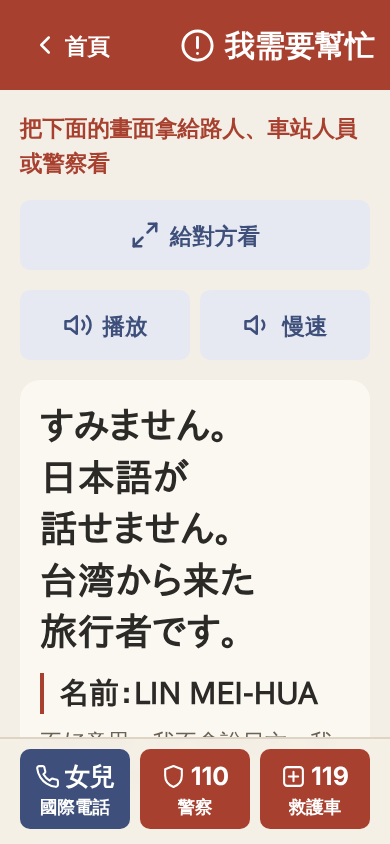 首頁
我需要幫忙
把下面的畫面拿給路人、車站人員
或警察看
給對方看
播放
慢速
すみません。
日本語が
話せません。
台湾から来た
旅行者です。
名前:LIN MEI-HUA
女兒
國際電話
110
警察
119
救護車